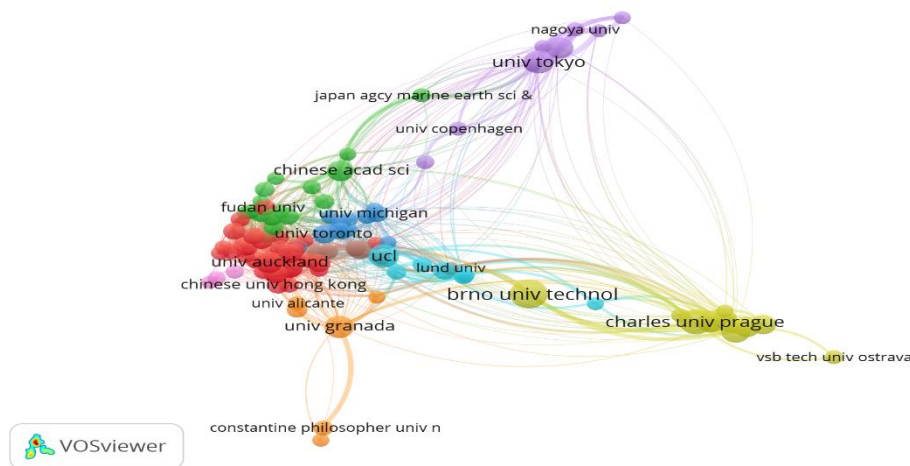 nagoya univ
univ tokyo
japan agcy marine earth sci &
univ copenhagen
chinese acad sci
fudan univ
univ michigan
univ toronto
univ auckland
ucl
lund univ
chinese univ hong kong
brno univ technol
univ alicante
univ granada
charles univ prague
vsb tech univ ostrava
constantine philosopher univ n
VOSviewer